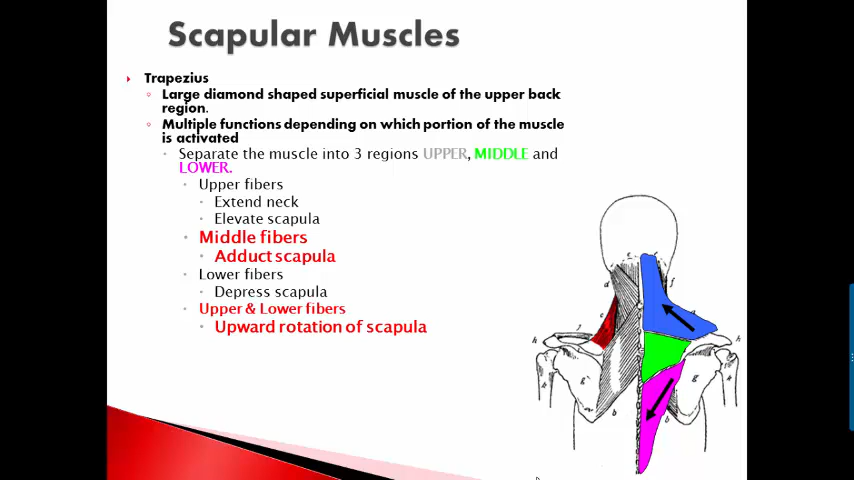 Scapular Muscles
Trapezius
Large diamond shaped superficial muscle of the upper back
region.
Multiple functions depending on which portion of the muscle
is activated
Separate the muscle into 3 regions UPPER, MIDDLE and
LOWER.
Upper fibers
Extend neck
Elevate scapula
Middle fibers
Adduct scapula
Lower fibers
Depress scapula
Upper & Lower fibers
Upward rotation of scapula
e
d
f
c
h
h
g
g
b
b